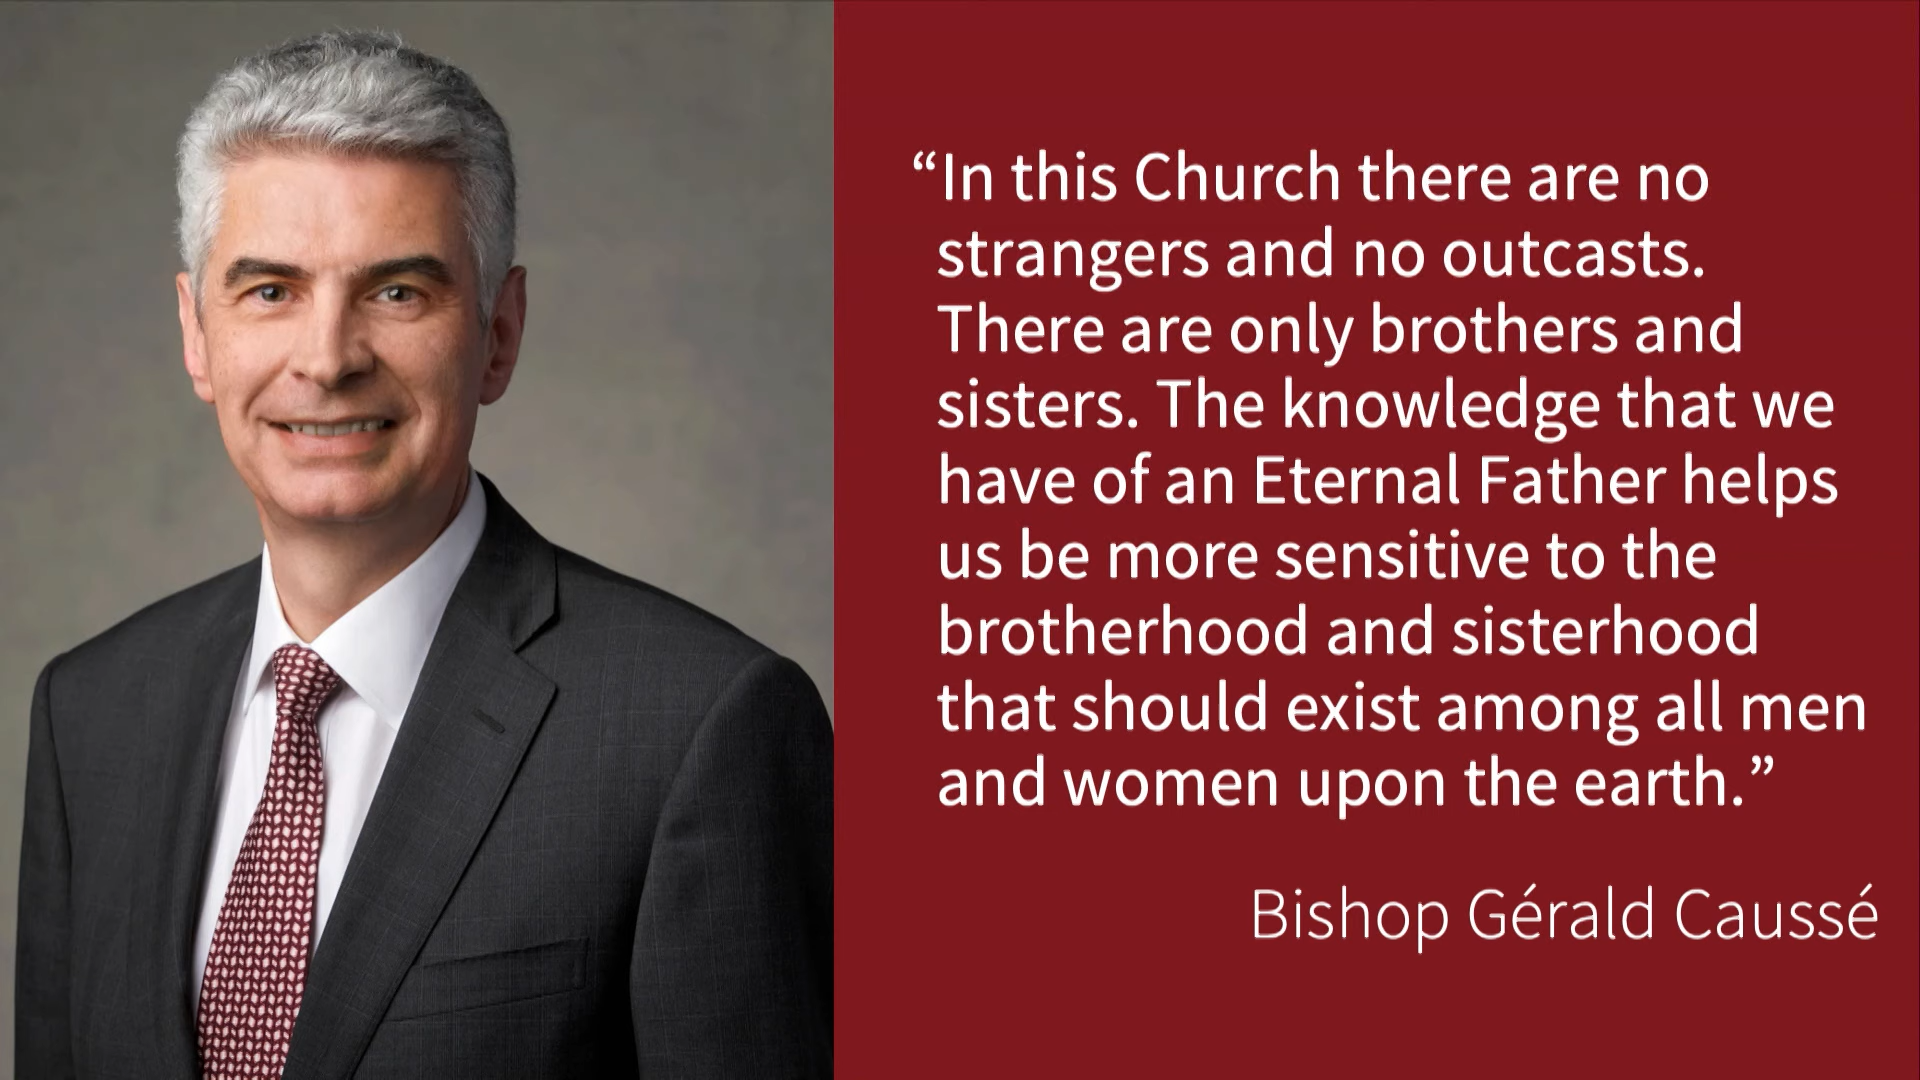 “In this Church there are no
strangers and no outcasts.
There are only brothers and
sisters. The knowledge that we
have of an Eternal Father helps
us be more sensitive to the
brotherhood and sisterhood
that should exist among all men
and women upon the earth.”
Bishop Gérald Caussé